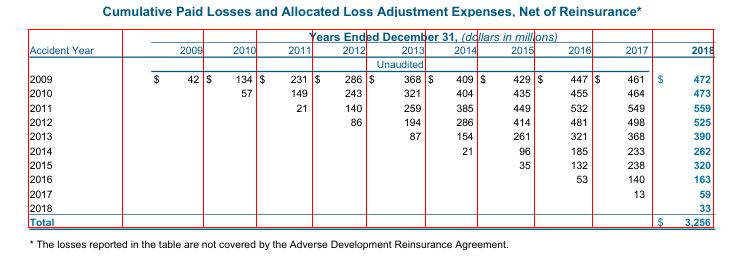 Cumulative Paid Losses and Allocated Loss Adjustment Expenses, Net of Reinsurance*
Years Ended December 31, (dollars in millions)
Accident Year 2009 2010 2011 2012 2013 2014 2015 2016 2017 2018
Unaudited
2009 $ 42 $ 134 $ 231 $ 286 $ 368 $ 409 $ 429 $ 447 $ 461 $ 472
2010 57 149 243 321 404 435 455 464 473
2011 21 140 259 385 449 532 549 559
2012 86 194 286 414 481 498 525
2013 87 154 261 321 368 390
2014 21 96 185 233 262
2015 35 132 238 320
2016 53 140 163
2017 13 59
2018 33
Total $ 3,256
* The losses reported in the table are not covered by the Adverse Development Reinsurance Agreement.